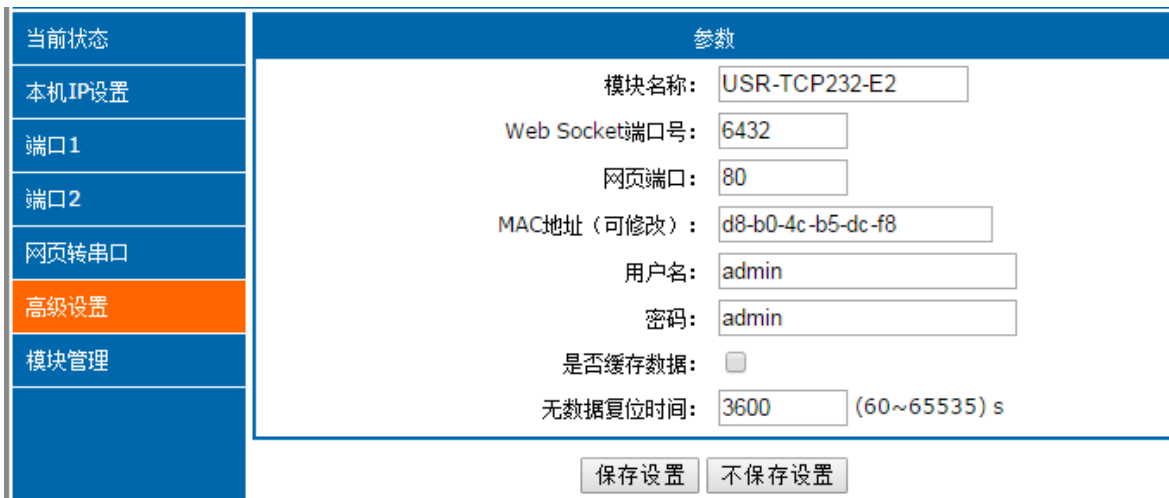 当前状态
本机IP设置
端口1
端口2
网页转串口
高级设置
模块管理
参数
模块名称： USR-TCP232-E2
Web Socket端口号： 6432
网页端口： 80
MAC地址（可修改）： d8-b0-4c-b5-dc-f8
用户名： admin
密码： admin
是否缓存数据：
无数据复位时间： 3600 (60~65535) s
保存设置 不保存设置